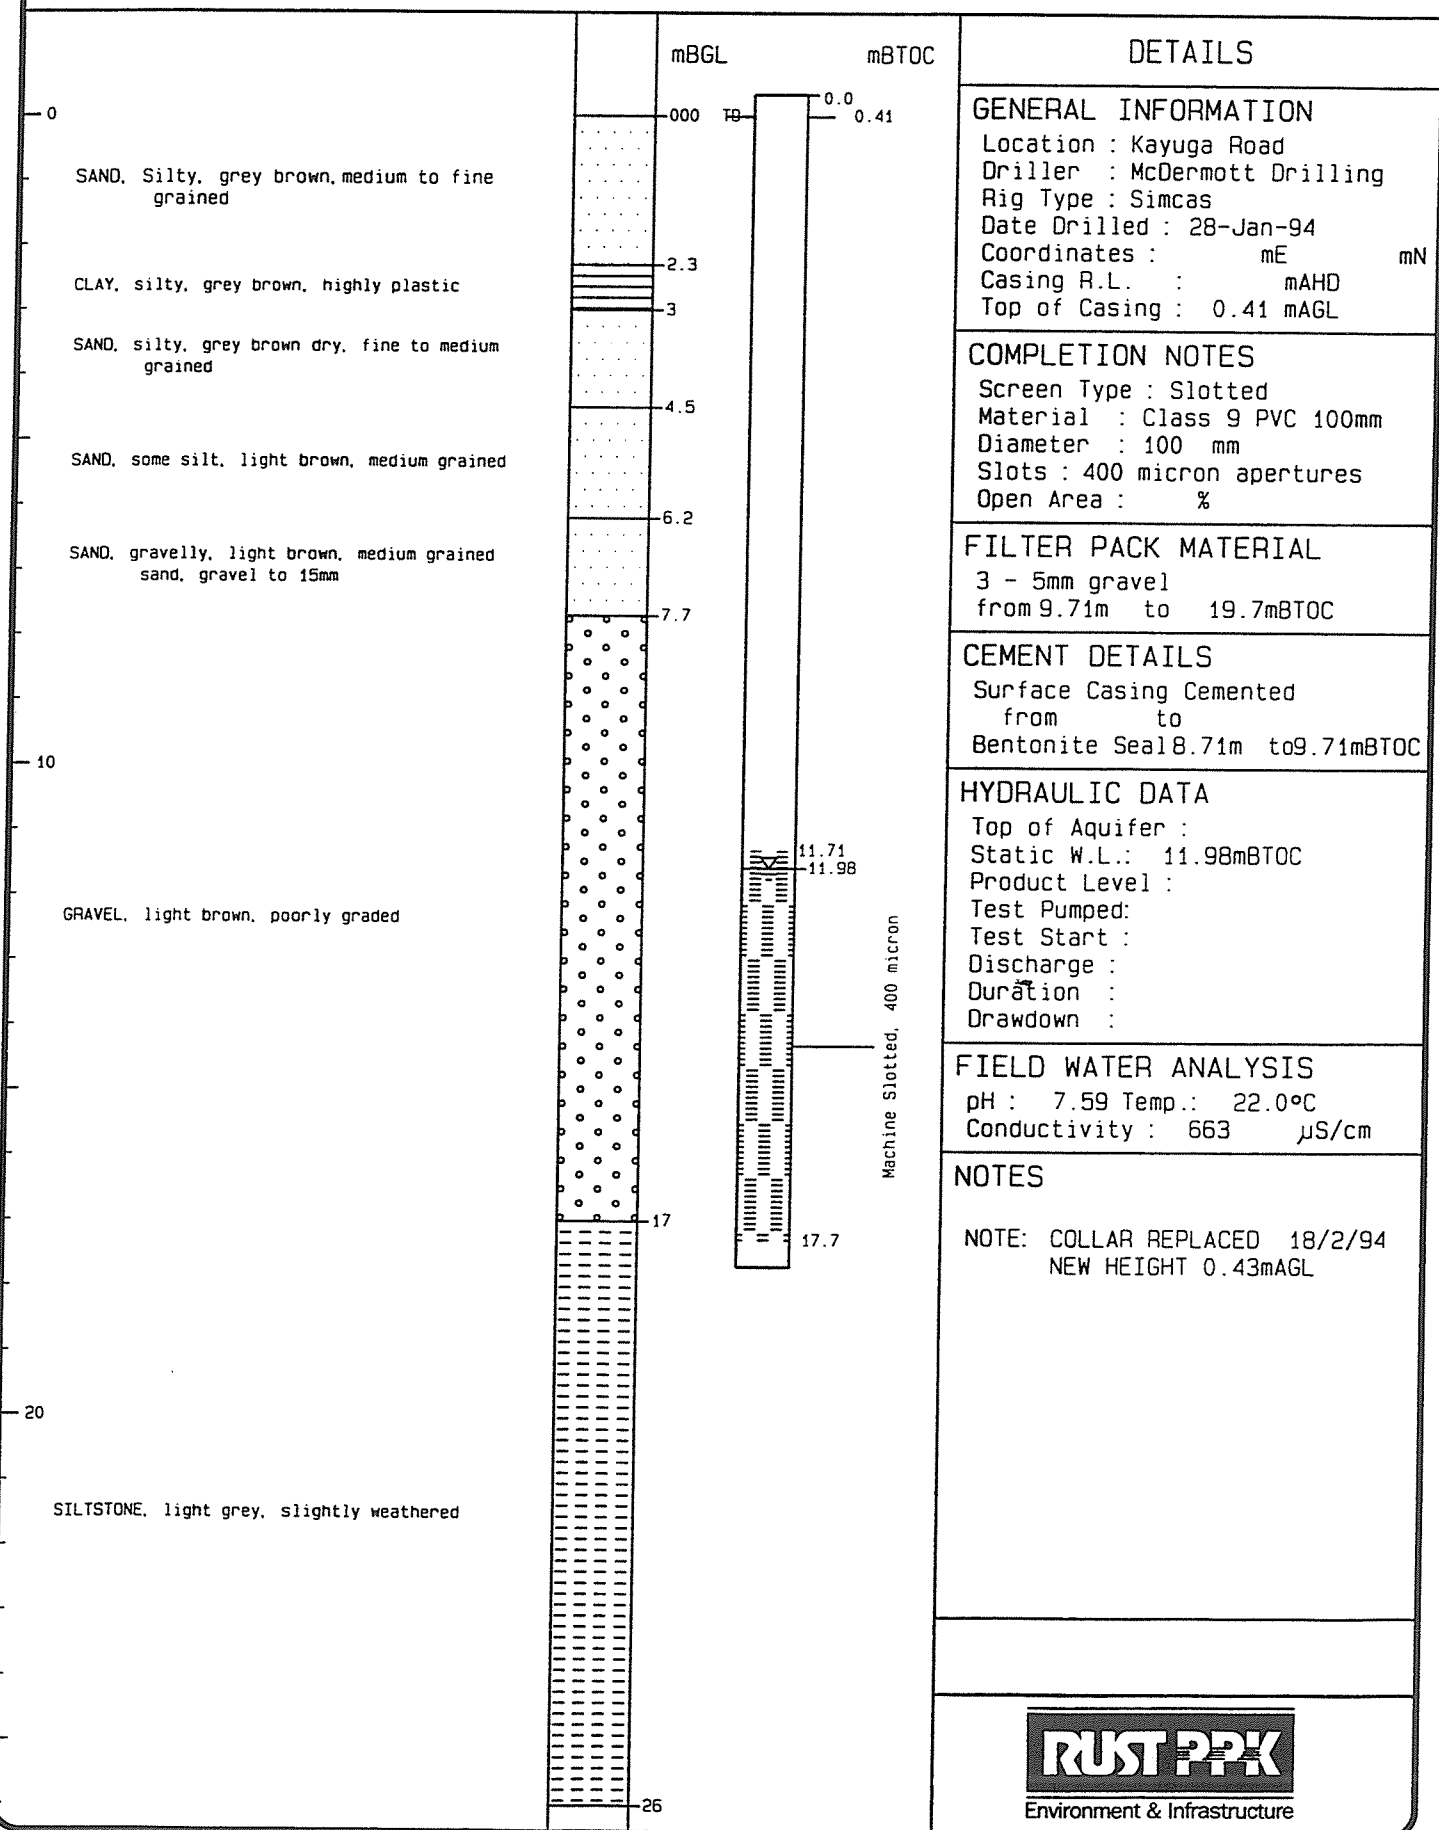 mBGL mBTOC
0
000 TB 0.0
0.41
SAND, Silty, grey brown, medium to fine
grained
2.3
CLAY, silty, grey brown, highly plastic
3
SAND, silty, grey brown dry, fine to medium
grained
4.5
SAND, some silt, light brown, medium grained
6.2
SAND, gravelly, light brown, medium grained
sand, gravel to 15mm
7.7
10
11.71
11.98
GRAVEL, light brown, poorly graded
Machine Slotted, 400 micron
17
17.7
20
SILTSTONE, light grey, slightly weathered
26
DETAILS
GENERAL INFORMATION
Location : Kayuga Road
Driller : McDermott Drilling
Rig Type : Simcas
Date Drilled : 28-Jan-94
Coordinates : mE mN
Casing R.L. : mAHD
Top of Casing : 0.41 mAGL
COMPLETION NOTES
Screen Type : Slotted
Material : Class 9 PVC 100mm
Diameter : 100 mm
Slots : 400 micron apertures
Open Area : %
FILTER PACK MATERIAL
3 - 5mm gravel
from 9.71m to 19.7mBTOC
CEMENT DETAILS
Surface Casing Cemented
from to
Bentonite Seal 8.71m to9.71mBTOC
HYDRAULIC DATA
Top of Aquifer :
Static W.L.: 11.98mBTOC
Product Level :
Test Pumped:
Test Start :
Discharge :
Duration :
Drawdown :
FIELD WATER ANALYSIS
pH : 7.59 Temp.: 22.0°C
Conductivity : 663 µS/cm
NOTES
NOTE: COLLAR REPLACED 18/2/94
NEW HEIGHT 0.43mAGL
RUST PPK
Environment & Infrastructure